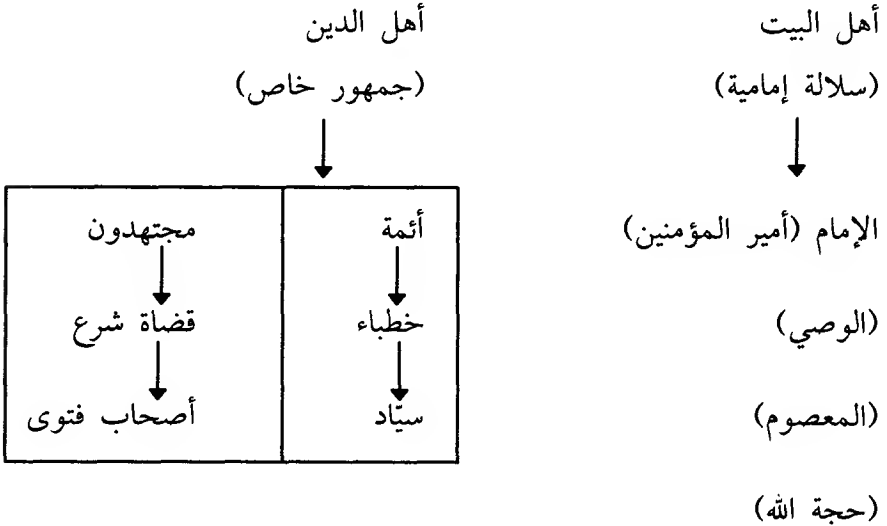 أهل البيت
(سلالة إمامية)
الإمام (أمير المؤمنين)
(الوصي)
(المعصوم)
(حجة الله)
أهل الدين
(جمهور خاص)
أئمة
خطباء
سيّاد
مجتهدون
قضاة شرع
أصحاب فتوى